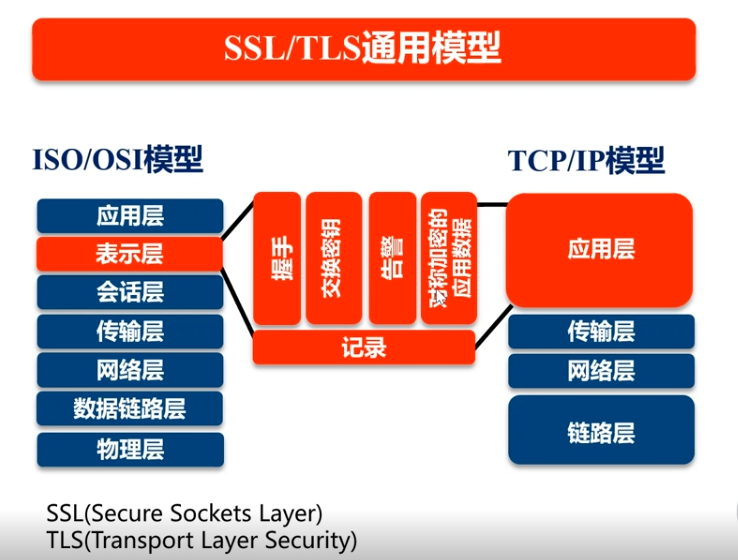 SSL/TLS通用模型
ISO/OSI模型
应用层
表示层
会话层
传输层
网络层
数据链路层
物理层
握手
交换密钥
告警
对称加密的
应用数据
记录
TCP/IP模型
应用层
传输层
网络层
链路层
SSL(Secure Sockets Layer)
TLS(Transport Layer Security)